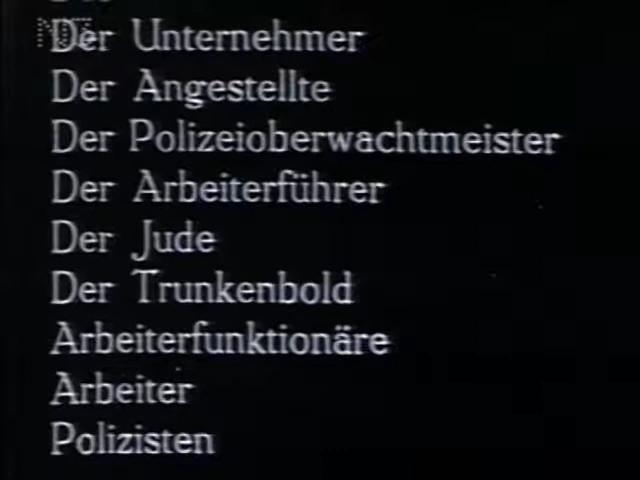 Der Unternehmer
Der Angestellte
Der Polizeioberwachtmeister
Der Arbeiterführer
Der Jude
Der Trunkenbold
Arbeiterfunktionäre
Arbeiter
Polizisten